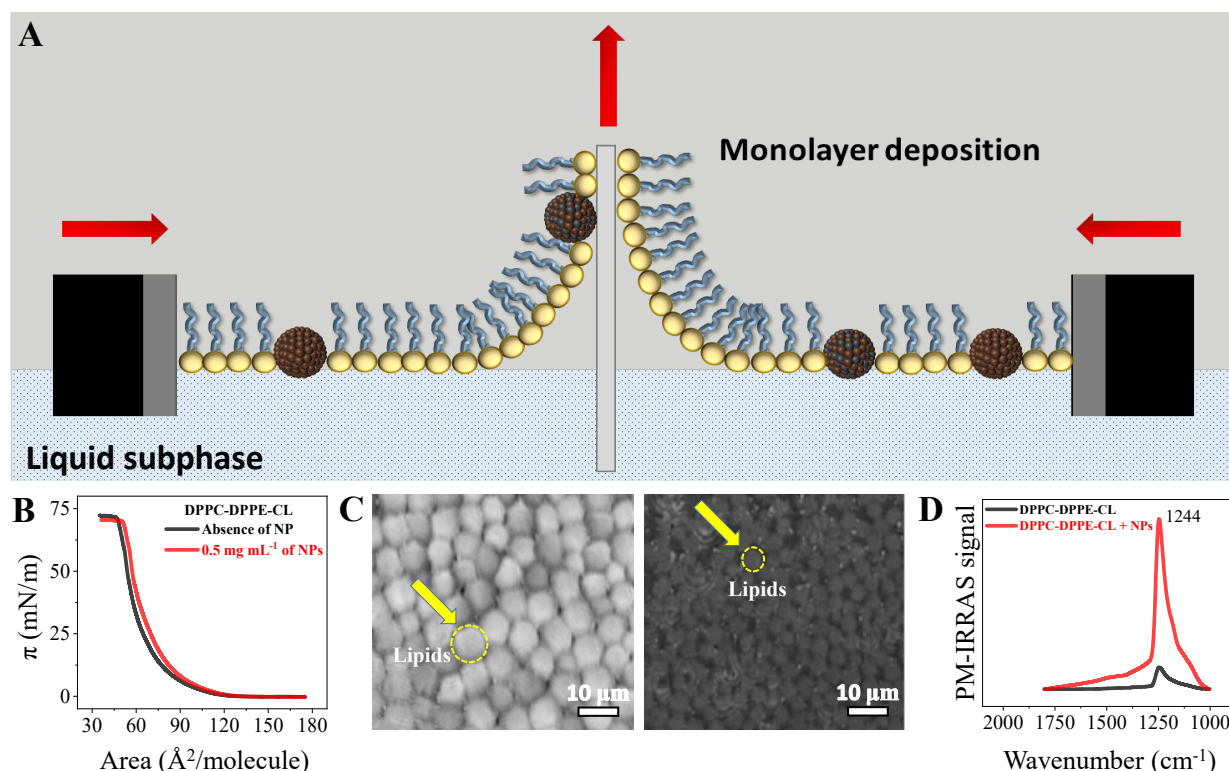 A
Monolayer deposition
Liquid subphase
B
DPPC-DPPE-CL
Absence of NP
0.5 mg mL⁻¹ of NPs
75
50
25
0
30 60 90 120 150 180
π (mN/m)
Area (Å²/molecule)
C
Lipids
10 μm
Lipids
10 μm
D
DPPC-DPPE-CL
DPPC-DPPE-CL + NPs
1244
PM-IRRAS signal
2000 1750 1500 1250 1000
Wavenumber (cm⁻¹)